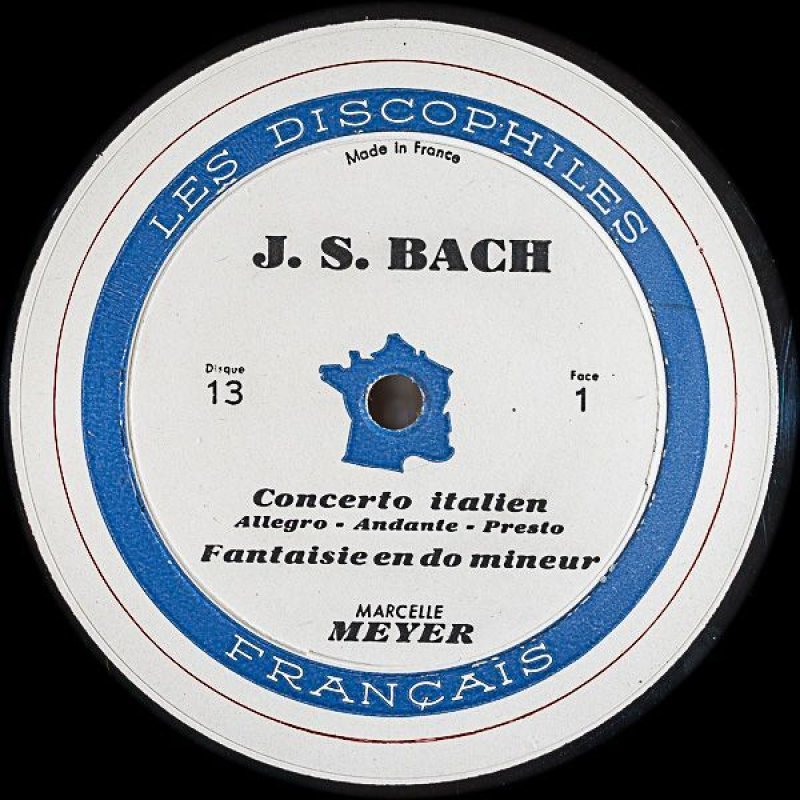 LES DISCOPHILES
Made in France
J. S. BACH
Disque
13
Face
1
Concerto italien
Allegro - Andante - Presto
Fantaisie en do mineur
MARCELLE
MEYER
FRANÇAIS